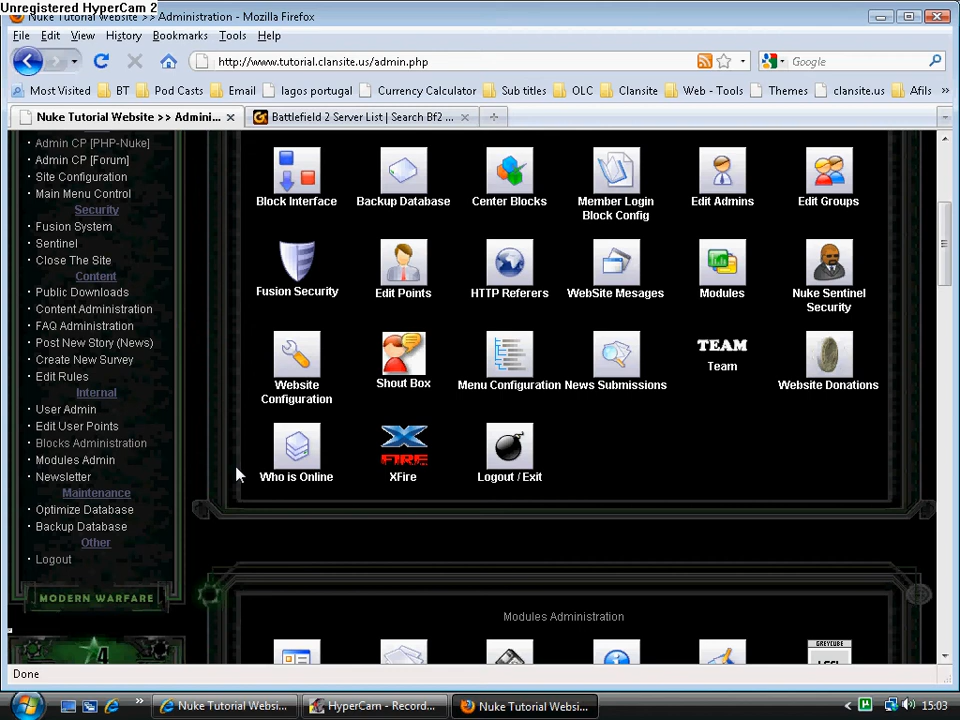 Unregistered HyperCam 2
Nuke Tutorial Website >> Administration - Mozilla Firefox
File Edit View History Bookmarks Tools Help
http://www.tutorial.clansite.us/admin.php
Google
Most Visited BT Pod Casts Email lagos portugal Currency Calculator Sub titles OLC Clansite Web - Tools Themes clansite.us Afils »
Nuke Tutorial Website >> Admini...
Battlefield 2 Server List | Search Bf2 ...
Admin CP [PHP-Nuke]
Admin CP [Forum]
Site Configuration
Main Menu Control
Security
Fusion System
Sentinel
Close The Site
Content
Public Downloads
Content Administration
FAQ Administration
Post New Story (News)
Create New Survey
Edit Rules
Internal
User Admin
Edit User Points
Blocks Administration
Modules Admin
Newsletter
Maintenance
Optimize Database
Backup Database
Other
Logout
MODERN WARFARE
4
Block Interface
Backup Database
Center Blocks
Member Login
Block Config
Edit Admins
Edit Groups
Fusion Security
Edit Points
HTTP Referers
WebSite Mesages
Modules
Nuke Sentinel
Security
Website
Configuration
Shout Box
Menu Configuration
News Submissions
TEAM
Team
Website Donations
Who is Online
X FIRE
XFire
Logout / Exit
Modules Administration
GREYCUBE
Done
» Nuke Tutorial Websi...
HyperCam - Record...
Nuke Tutorial Websi...
15:03